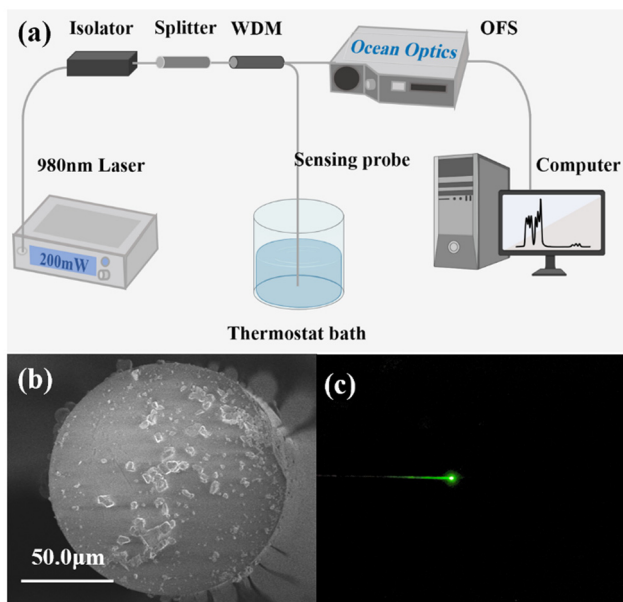 (a)
Isolator
Splitter
WDM
OFS
Ocean Optics
980nm Laser
Sensing probe
Computer
200mW
Thermostat bath
(b)
(c)
50.0μm